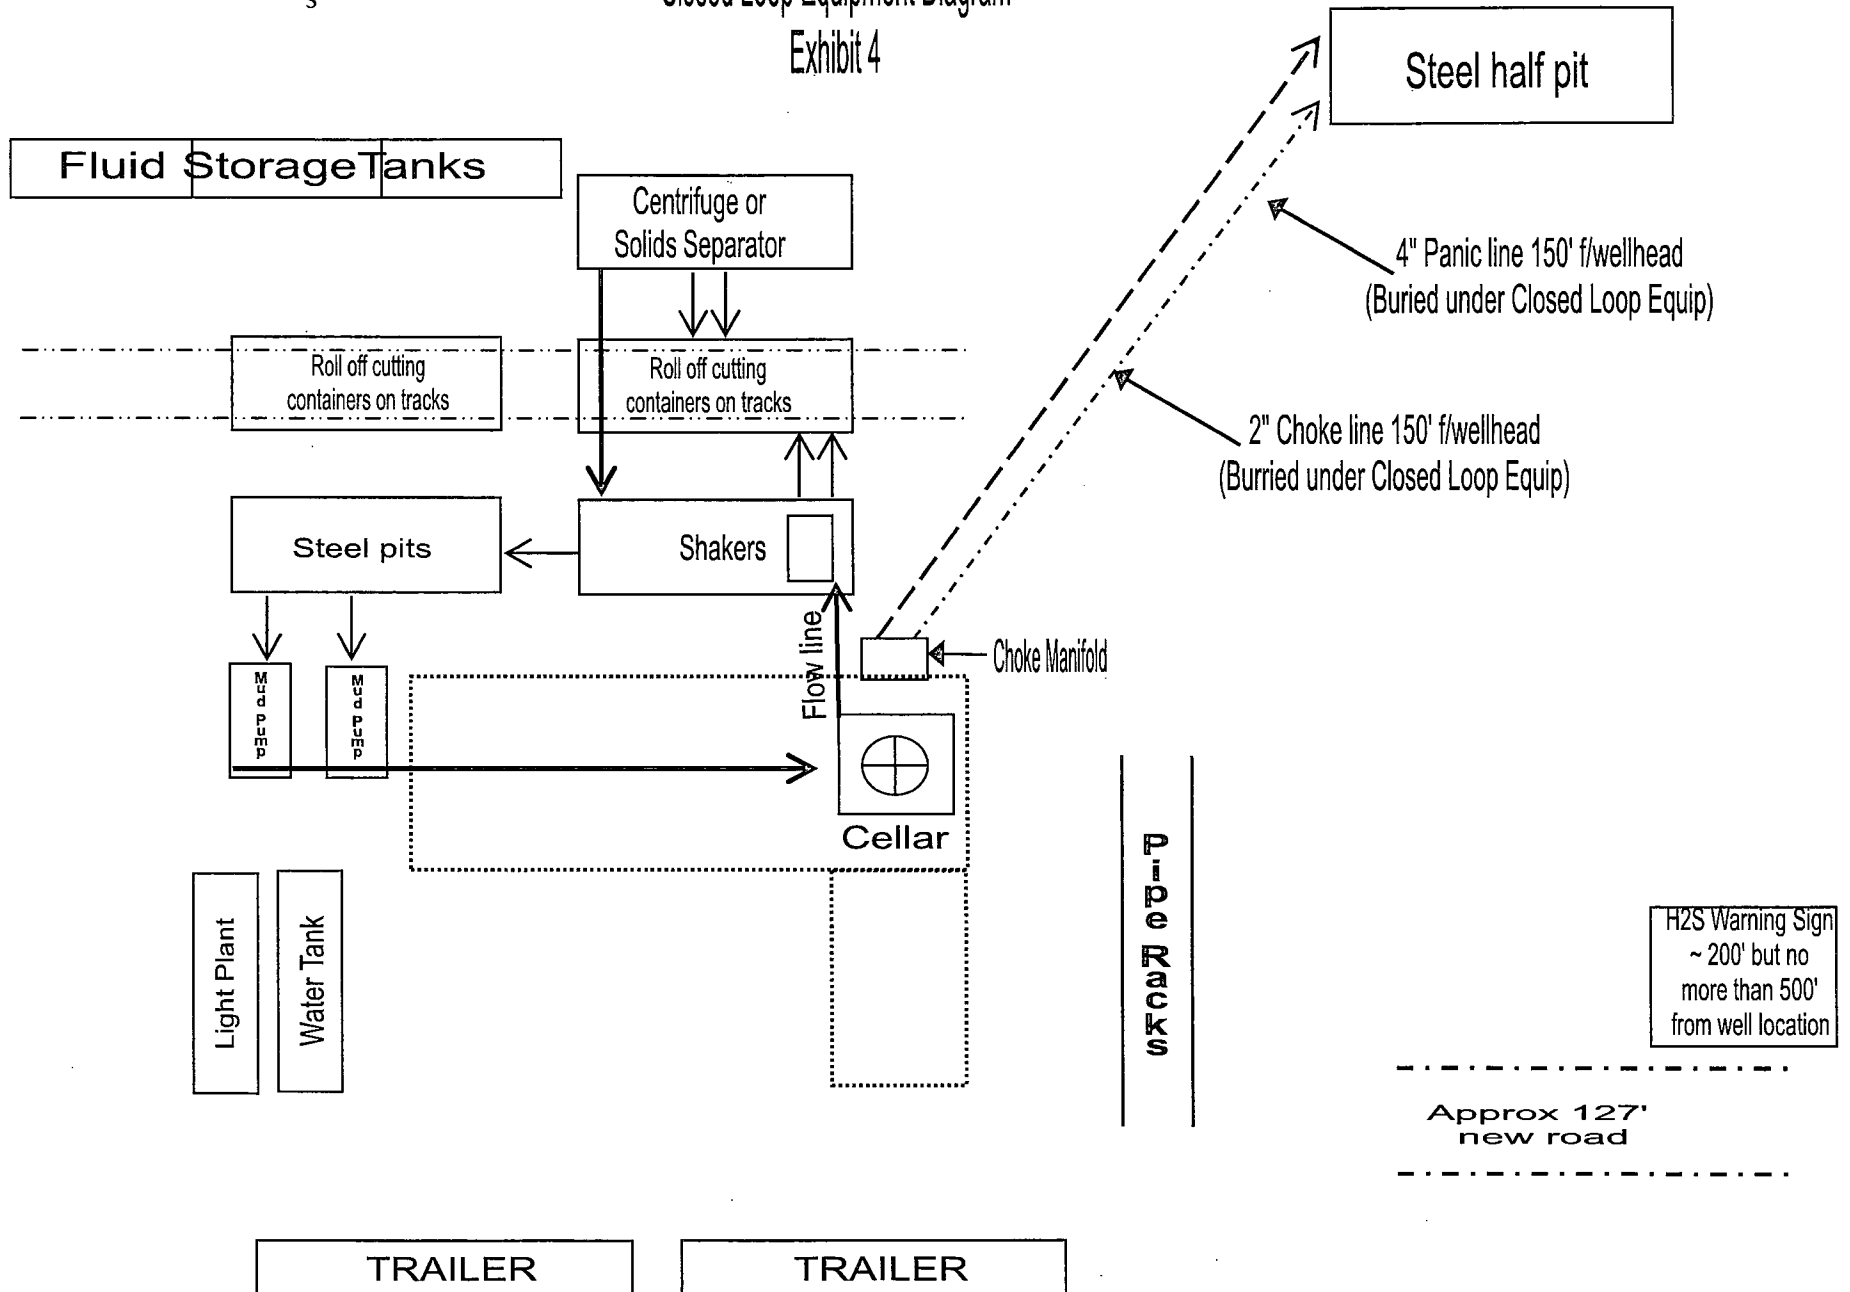 Closed Loop Equipment Diagram
Exhibit 4
Steel half pit
Fluid StorageTanks
Centrifuge or
Solids Separator
4" Panic line 150' f/wellhead
(Buried under Closed Loop Equip)
Roll off cutting
containers on tracks
Roll off cutting
containers on tracks
2" Choke line 150' f/wellhead
(Burried under Closed Loop Equip)
Steel pits
Shakers
Flow line
Choke Manifold
Mud Pump
Mud Pump
Cellar
Pipe Racks
Light Plant
Water Tank
H2S Warning Sign
~ 200' but no
more than 500'
from well location
Approx 127'
new road
TRAILER
TRAILER